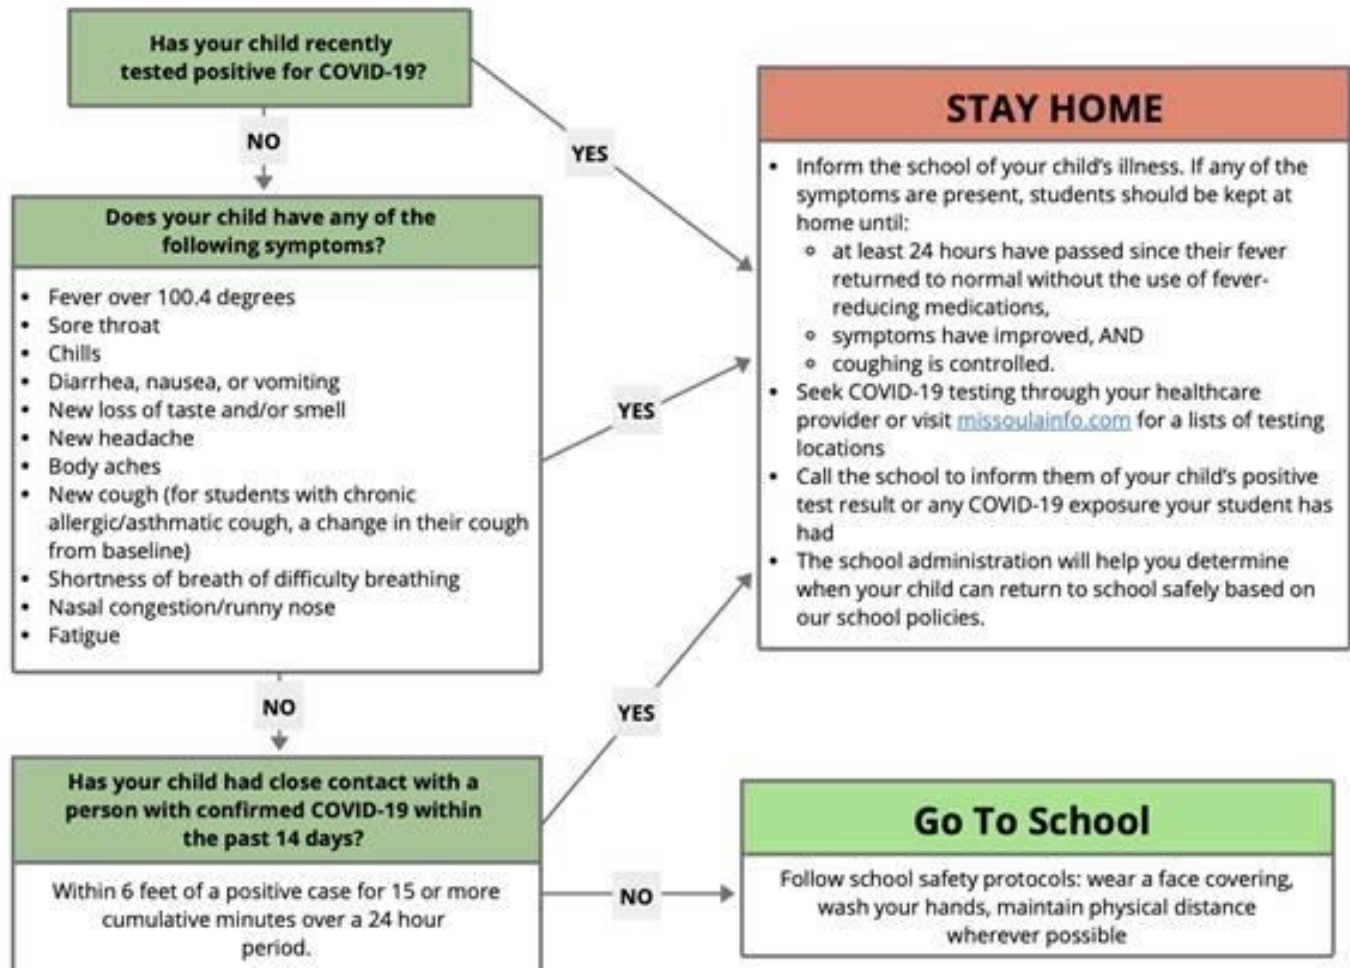 Has your child recently
tested positive for COVID-19?
NO
YES
Does your child have any of the
following symptoms?
• Fever over 100.4 degrees
• Sore throat
• Chills
• Diarrhea, nausea, or vomiting
• New loss of taste and/or smell
• New headache
• Body aches
• New cough (for students with chronic
allergic/asthmatic cough, a change in their cough
from baseline)
• Shortness of breath of difficulty breathing
• Nasal congestion/runny nose
• Fatigue
YES
NO
Has your child had close contact with a
person with confirmed COVID-19 within
the past 14 days?
Within 6 feet of a positive case for 15 or more
cumulative minutes over a 24 hour
period.
YES
NO
STAY HOME
• Inform the school of your child's illness. If any of the
symptoms are present, students should be kept at
home until:
◦ at least 24 hours have passed since their fever
returned to normal without the use of fever-
reducing medications,
◦ symptoms have improved, AND
◦ coughing is controlled.
• Seek COVID-19 testing through your healthcare
provider or visit missoulainfo.com for a lists of testing
locations
• Call the school to inform them of your child's positive
test result or any COVID-19 exposure your student has
had
• The school administration will help you determine
when your child can return to school safely based on
our school policies.
Go To School
Follow school safety protocols: wear a face covering,
wash your hands, maintain physical distance
wherever possible